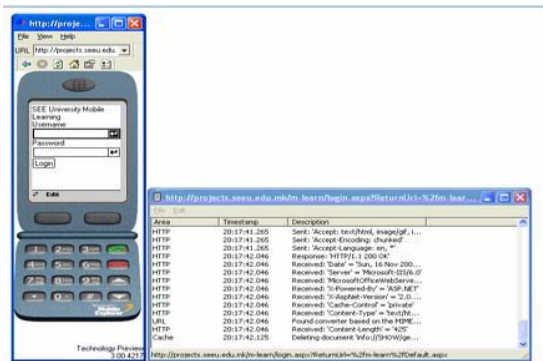 http://proje...
File View Help
URL http://projects.seeu.edu
SEE University Mobile
Learning
Username:
Password:
Login
Edit
Technology Preview
3.00.4217
http://projects.seeu.edu.mk/m-learn/login.aspx?ReturnUrl=%2fm-lear...
File Edit
Area Timestamp Description
HTTP 20:17:41.265 Sent: 'Accept: text/html, image/gif, i...
HTTP 20:17:41.265 Sent: 'Accept-Encoding: chunked'
HTTP 20:17:41.265 Sent: 'Accept-Language: en, *'
HTTP 20:17:42.046 Response: 'HTTP/1.1 200 OK'
HTTP 20:17:42.046 Received: 'Date' = 'Sun, 16 Nov 200...
HTTP 20:17:42.046 Received: 'Server' = 'Microsoft-IIS/6.0'
HTTP 20:17:42.046 Received: 'MicrosoftOfficeWebServe...
HTTP 20:17:42.046 Received: 'X-Powered-By' = 'ASP.NET'
HTTP 20:17:42.046 Received: 'X-AspNet-Version' = '2.0....
HTTP 20:17:42.046 Received: 'Cache-Control' = 'private'
HTTP 20:17:42.046 Received: 'Content-Type' = 'text/ht...
URL 20:17:42.046 Found converter based on the MIME...
HTTP 20:17:42.046 Received: 'Content-Length' = '425'
Cache 20:17:42.125 Deleting document 'info://SHOW/ge...
http://projects.seeu.edu.mk/m-learn/login.aspx?ReturnUrl=%2fm-learn%2fDefault.aspx